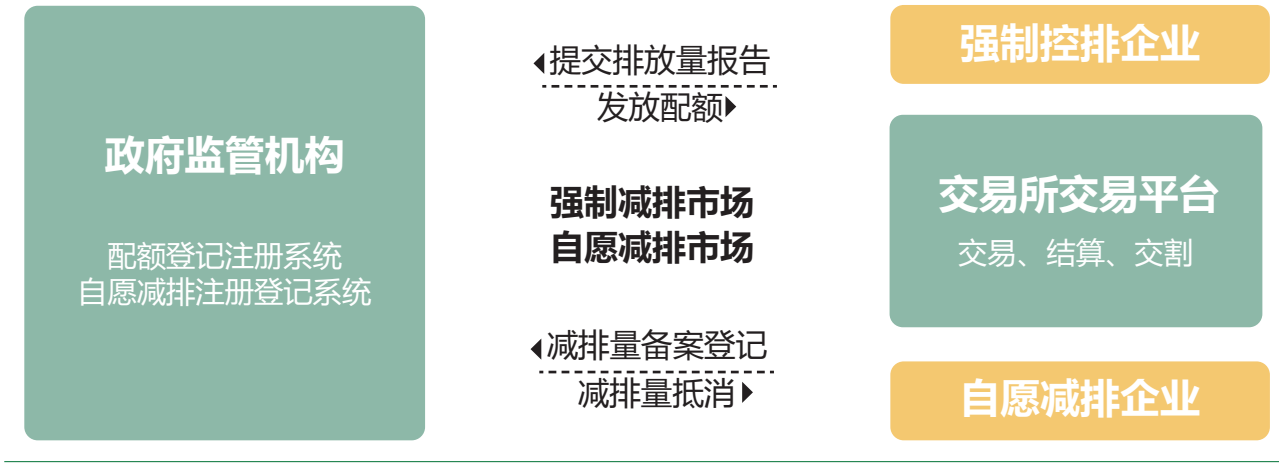 政府监管机构
配额登记注册系统
自愿减排注册登记系统
提交排放量报告
发放配额
强制减排市场
自愿减排市场
减排量备案登记
减排量抵消
强制控排企业
交易所交易平台
交易、结算、交割
自愿减排企业